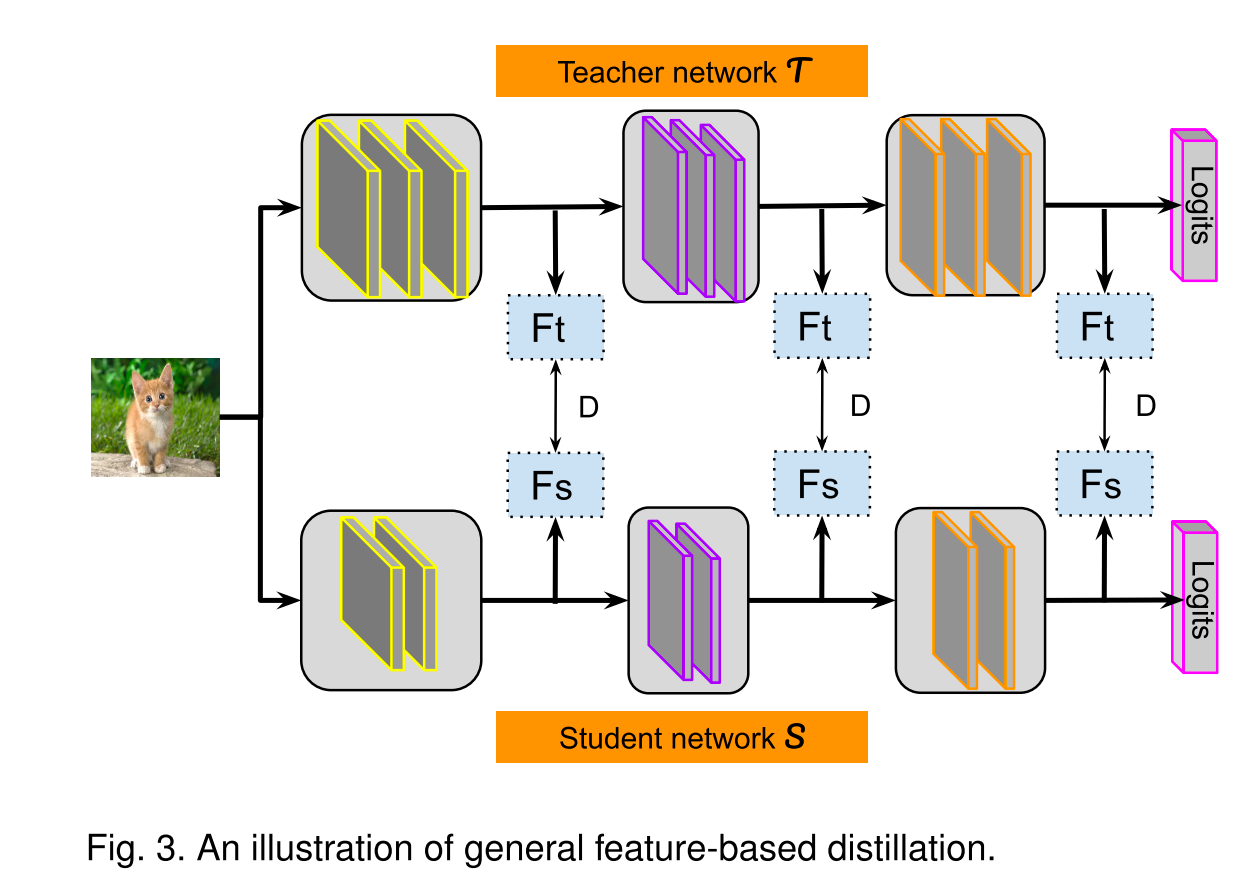 Teacher network 𝒯
Logits
Ft
Ft
Ft
D
D
D
Fs
Fs
Fs
Logits
Student network 𝒮
Fig. 3. An illustration of general feature-based distillation.